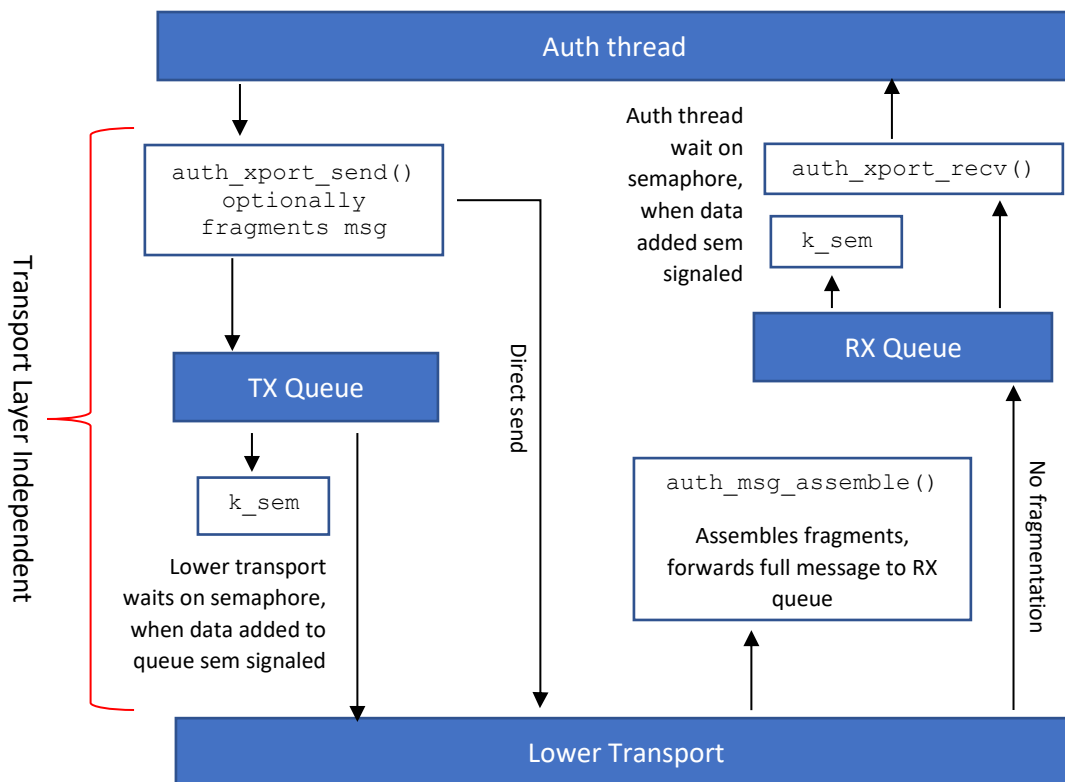 Auth thread
auth_xport_send()
optionally
fragments msg
Auth thread
wait on
semaphore,
when data
added sem
signaled
auth_xport_recv()
k_sem
RX Queue
TX Queue
Direct send
k_sem
Lower transport
waits on semaphore,
when data added to
queue sem signaled
auth_msg_assemble()
Assembles fragments,
forwards full message to RX
queue
No fragmentation
Transport Layer Independent
Lower Transport